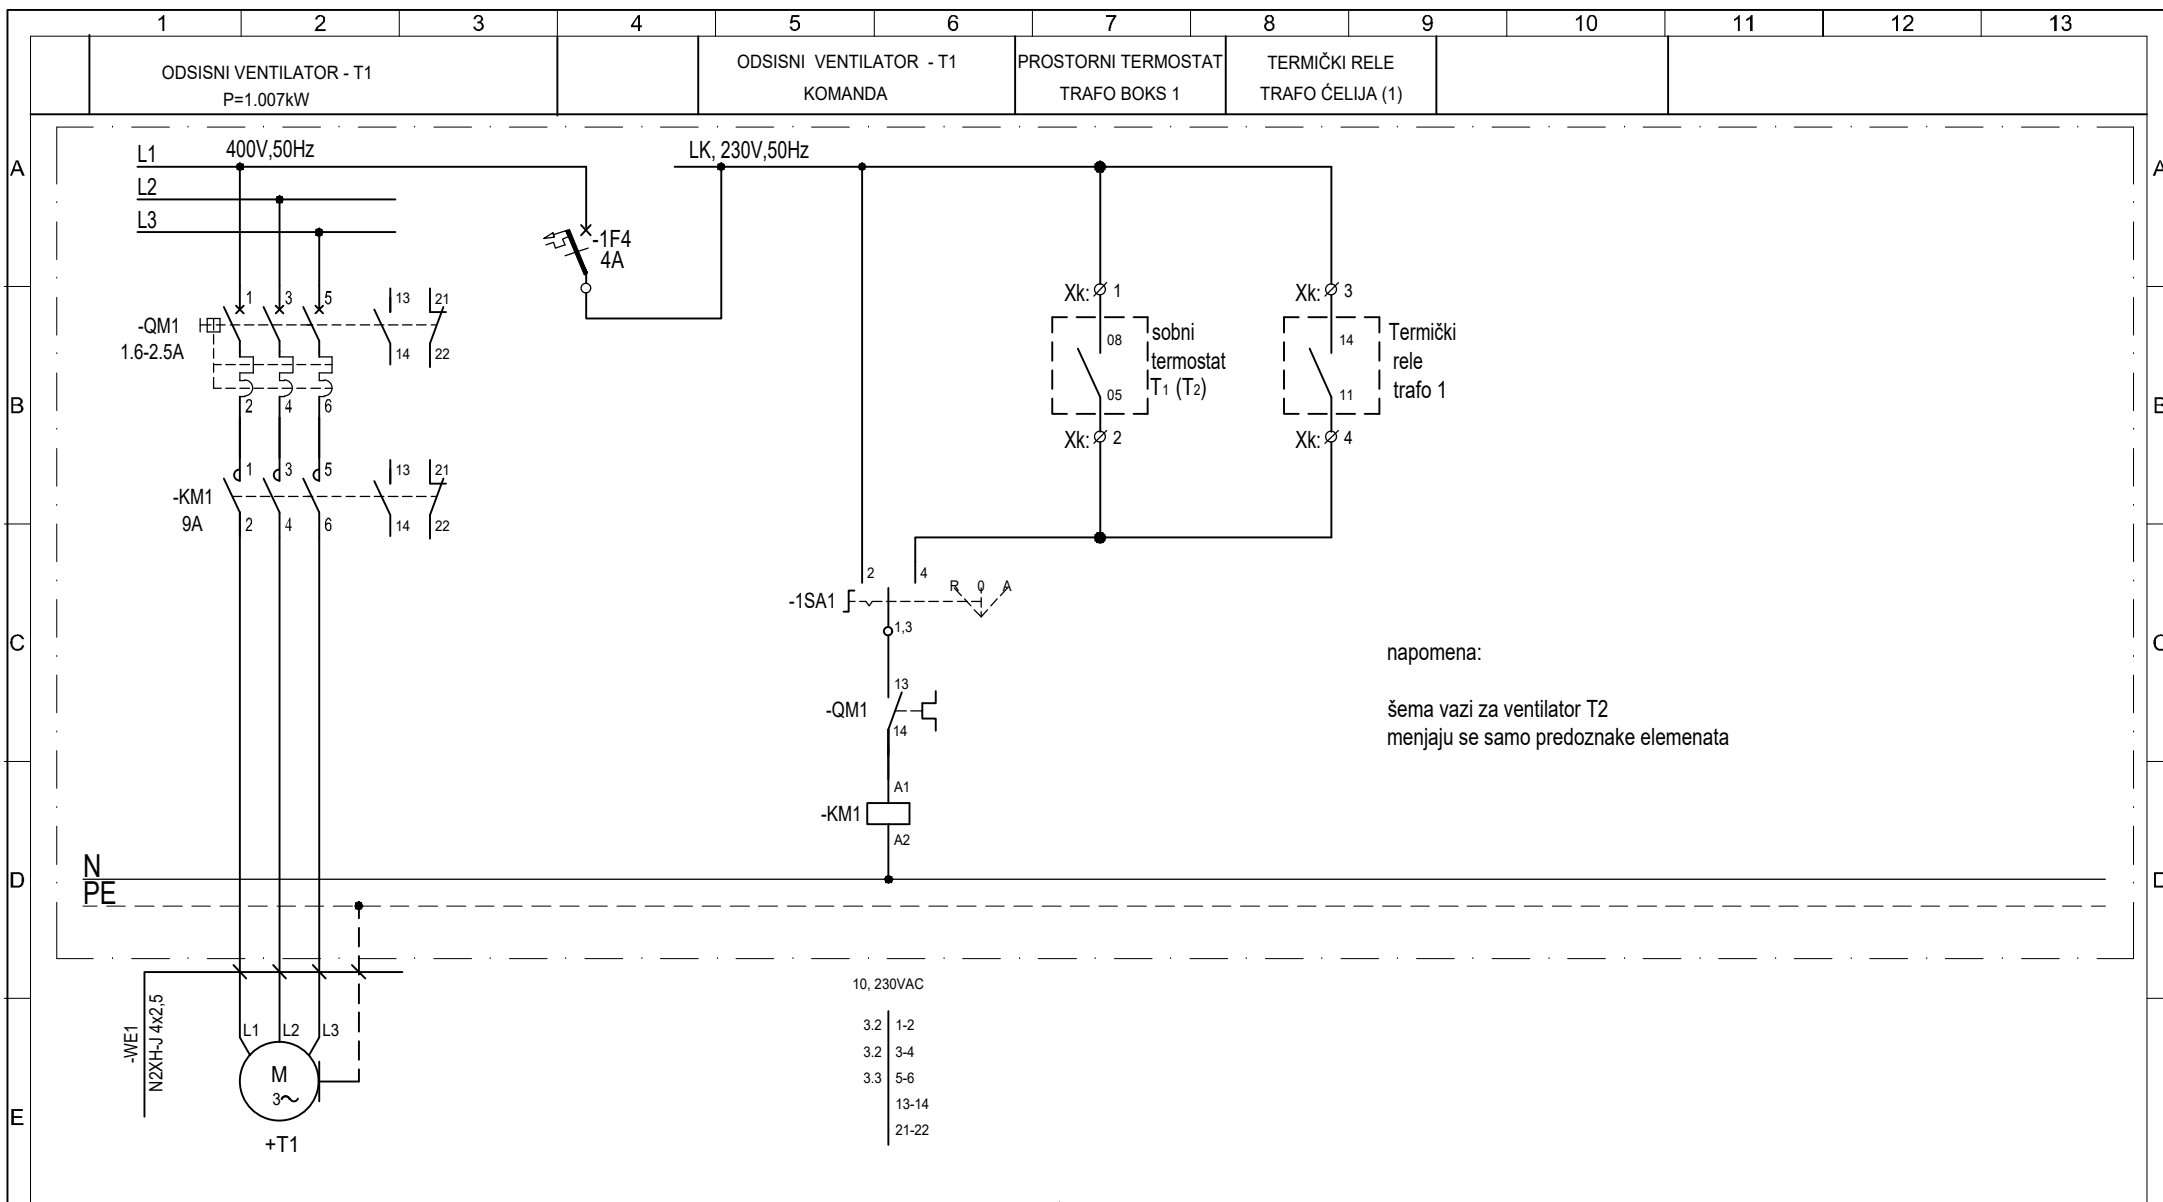 1 2 3 4 5 6 7 8 9 10 11 12 13
ODSISNI VENTILATOR - T1
P=1.007kW
ODSISNI VENTILATOR - T1
KOMANDA
PROSTORNI TERMOSTAT
TRAFO BOKS 1
TERMIČKI RELE
TRAFO ĆELIJA (1)
A A
L1 400V,50Hz
L2
L3
LK, 230V,50Hz
-1F4
4A
1 3 5 13 21
-QM1
1.6-2.5A
14 22
2 4 6
Xk: 1
08
05
sobni
termostat
T1 (T2)
Xk: 2
Xk: 3
14
11
Termički
rele
trafo 1
Xk: 4
B B
1 3 5 13 21
-KM1
9A
2 4 6 14 22
2 4
R 0 A
-1SA1
1,3
C C
13
-QM1
14
napomena:
šema vazi za ventilator T2
menjaju se samo predoznake elemenata
A1
-KM1
A2
N
PE
D D
-WE1
N2XH-J 4x2,5
L1 L2 L3
M
3~
+T1
10, 230VAC
3.2 1-2
3.2 3-4
3.3 5-6
13-14
21-22
E